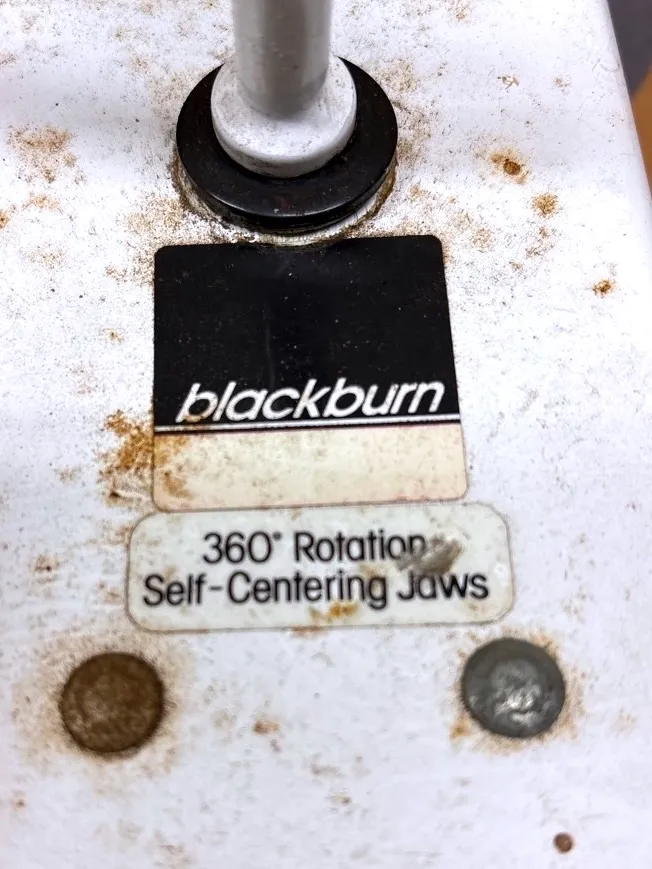 blackburn
360° Rotation
Self-Centering Jaws